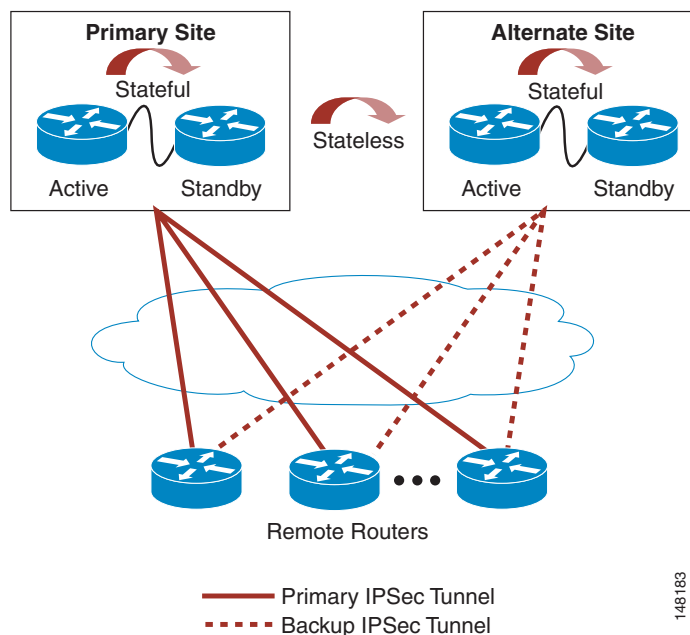 Primary Site
Alternate Site
Stateful
Stateful
Stateless
Active
Standby
Active
Standby
Remote Routers
Primary IPSec Tunnel
Backup IPSec Tunnel
148183